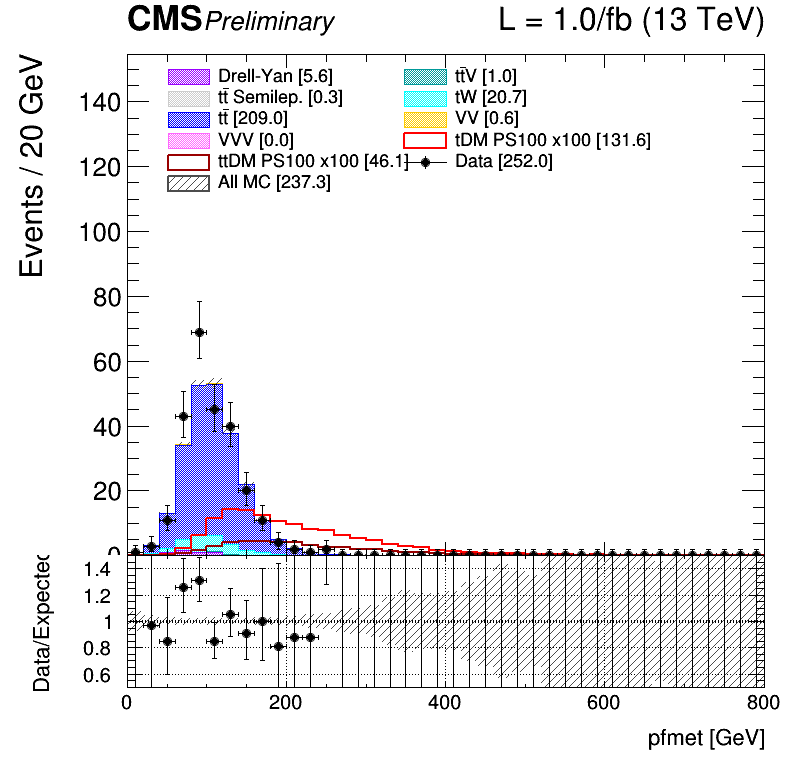 CMS Preliminary L = 1.0/fb (13 TeV)
Events / 20 GeV
Drell-Yan [5.6] tt̄V [1.0]
tt̄ Semilep. [0.3] tW [20.7]
tt̄ [209.0] VV [0.6]
VVV [0.0] tDM PS100 x100 [131.6]
ttDM PS100 x100 [46.1] Data [252.0]
All MC [237.3]
140
120
100
80
60
40
20
0
Data/Expected
1.4
1.2
1
0.8
0.6
0 200 400 600 800
pfmet [GeV]